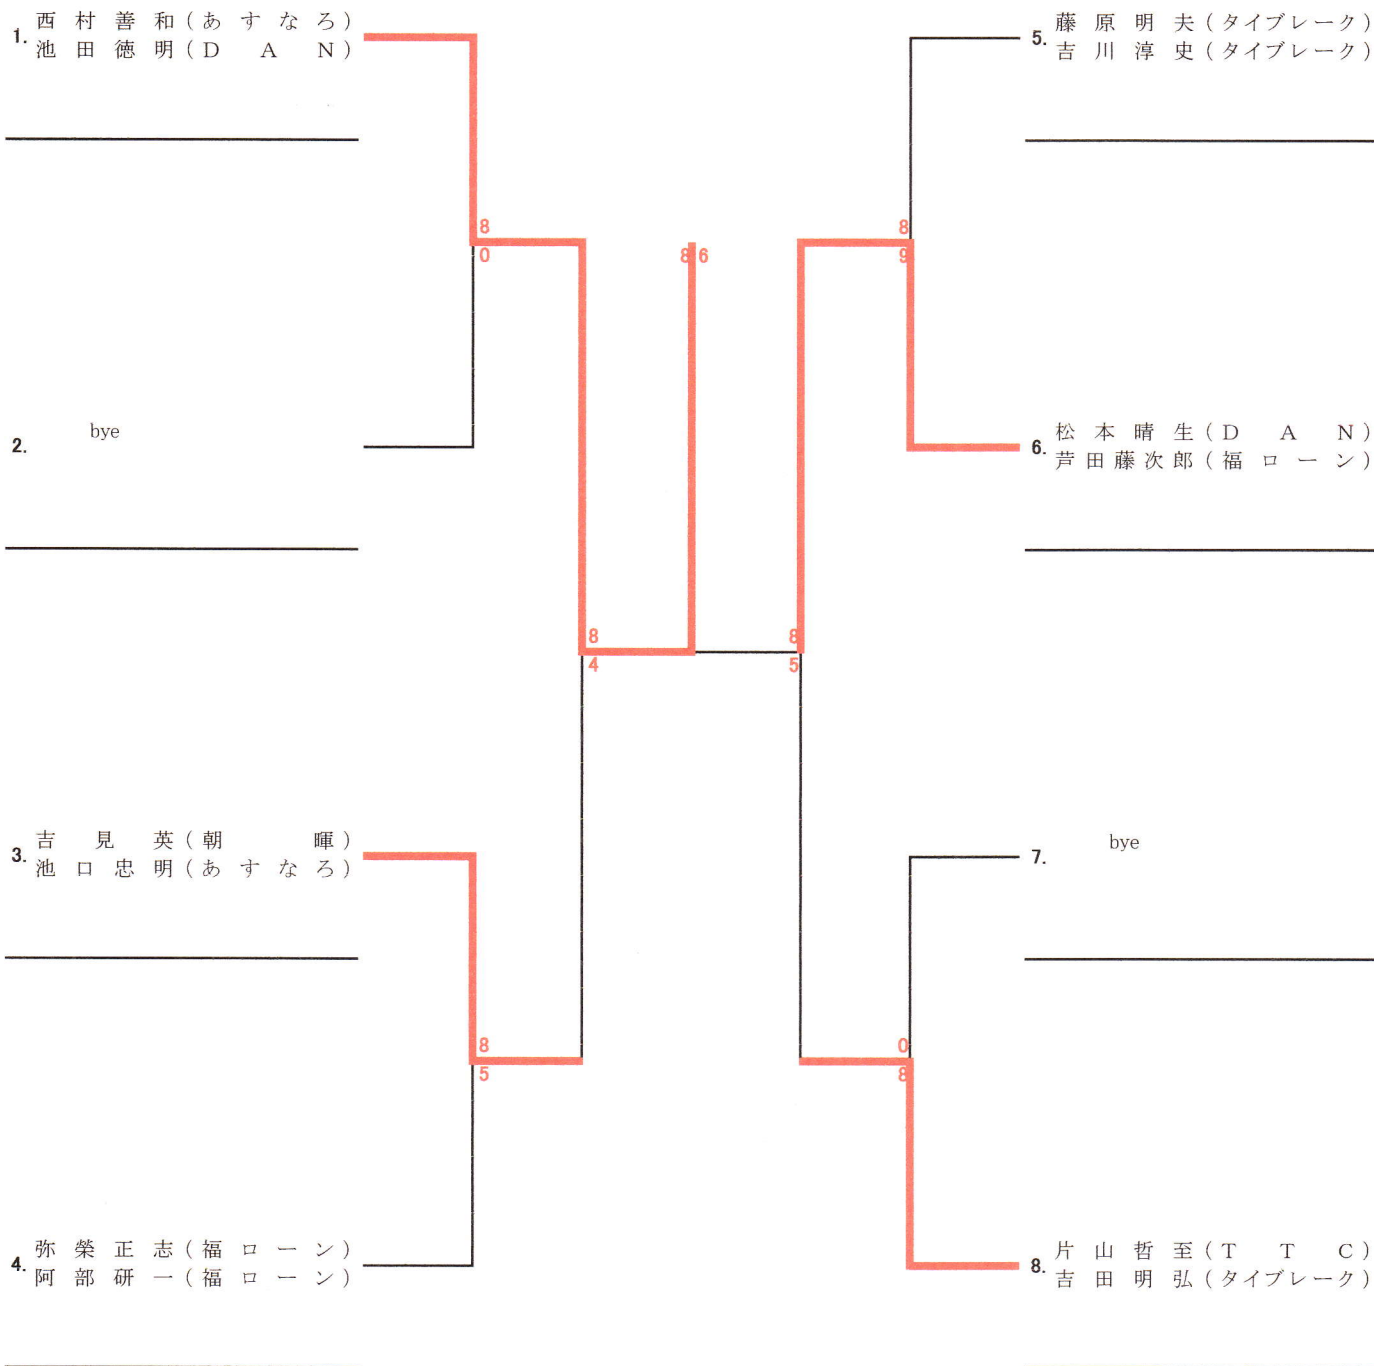 1. 西村善和(あすなろ)
池田徳明(DAN)
8
0
2. bye
3. 吉見英(朝暉)
池口忠明(あすなろ)
8
5
4. 弥榮正志(福ローン)
阿部研一(福ローン)
8
4
8 6
5. 藤原明夫(タイブレーク)
吉川淳史(タイブレーク)
8
9
6. 松本晴生(DAN)
芦田藤次郎(福ローン)
8
5
7. bye
0
8
8. 片山哲至(TTC)
吉田明弘(タイブレーク)